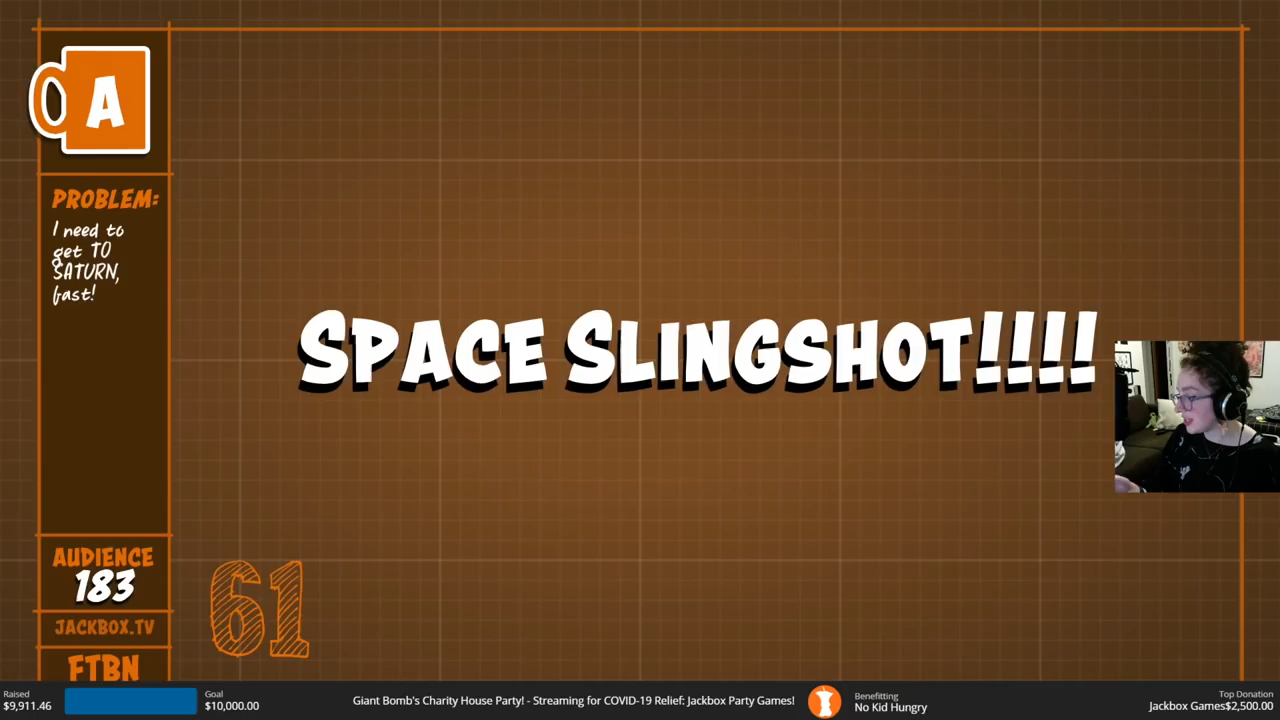 A
PROBLEM:
I need to
get TO
SATURN,
fast!
SPACE SLINGSHOT!!!!
AUDIENCE
183
JACKBOX.TV
FTBN
61
Raised
$9,911.46
Goal
$10,000.00
Giant Bomb's Charity House Party! - Streaming for COVID-19 Relief: Jackbox Party Games!
Benefitting
No Kid Hungry
Top Donation
Jackbox Games$2,500.00